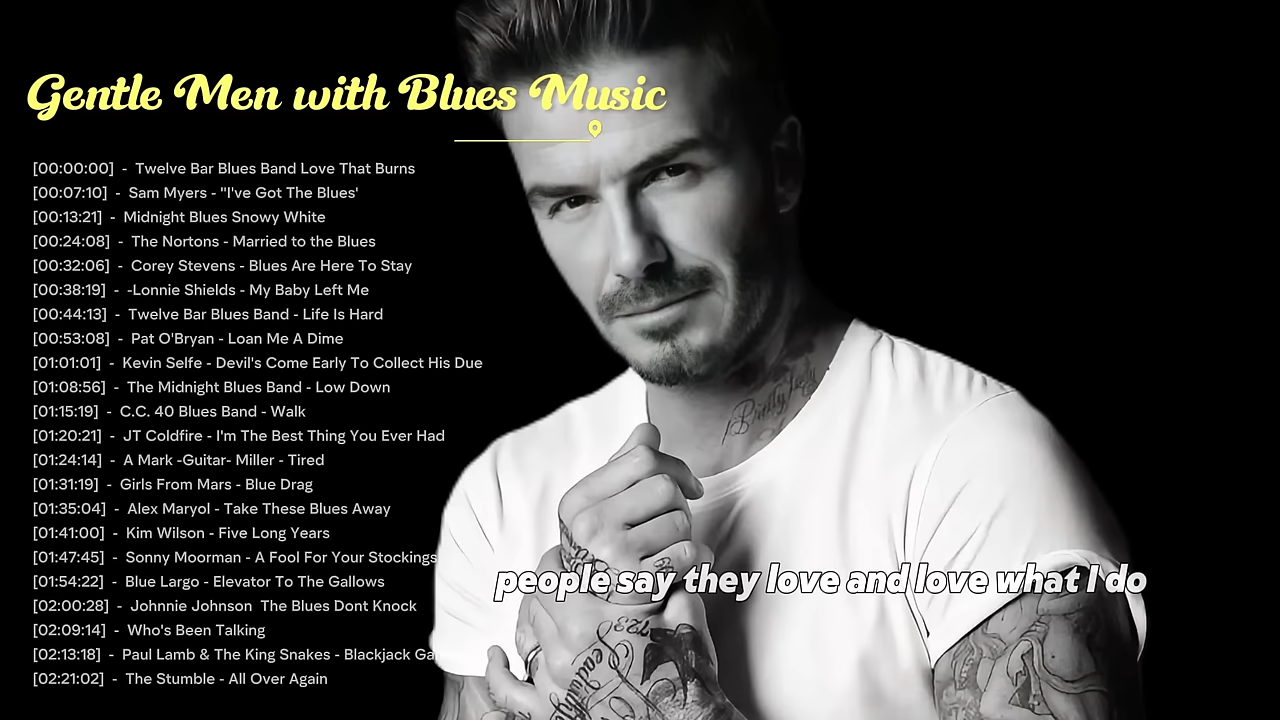 Gentle Men with Blues Music
[00:00:00] - Twelve Bar Blues Band Love That Burns
[00:07:10] - Sam Myers - "I've Got The Blues'
[00:13:21] - Midnight Blues Snowy White
[00:24:08] - The Nortons - Married to the Blues
[00:32:06] - Corey Stevens - Blues Are Here To Stay
[00:38:19] - -Lonnie Shields - My Baby Left Me
[00:44:13] - Twelve Bar Blues Band - Life Is Hard
[00:53:08] - Pat O'Bryan - Loan Me A Dime
[01:01:01] - Kevin Selfe - Devil's Come Early To Collect His Due
[01:08:56] - The Midnight Blues Band - Low Down
[01:15:19] - C.C. 40 Blues Band - Walk
[01:20:21] - JT Coldfire - I'm The Best Thing You Ever Had
[01:24:14] - A Mark -Guitar- Miller - Tired
[01:31:19] - Girls From Mars - Blue Drag
[01:35:04] - Alex Maryol - Take These Blues Away
[01:41:00] - Kim Wilson - Five Long Years
[01:47:45] - Sonny Moorman - A Fool For Your Stockings
[01:54:22] - Blue Largo - Elevator To The Gallows
[02:00:28] - Johnnie Johnson The Blues Dont Knock
[02:09:14] - Who's Been Talking
[02:13:18] - Paul Lamb & The King Snakes - Blackjack
[02:21:02] - The Stumble - All Over Again
people say they love and love what I do